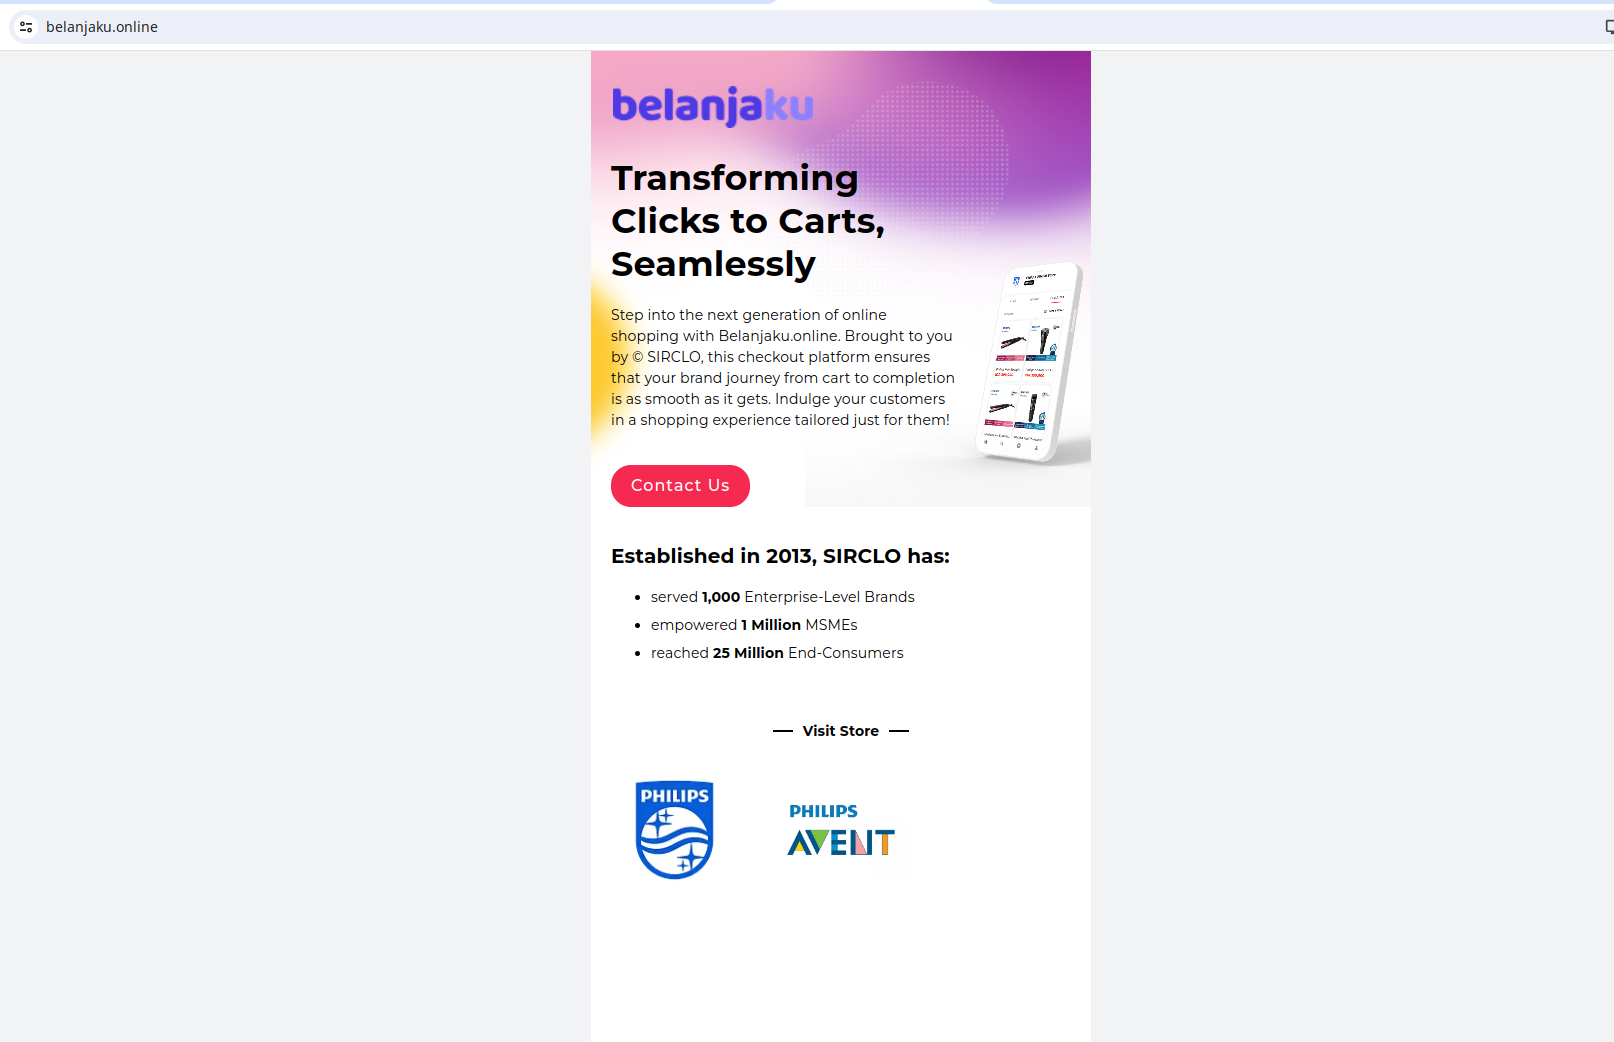 belanjaku.online
belanjaku
Transforming
Clicks to Carts,
Seamlessly
Step into the next generation of online
shopping with Belanjaku.online. Brought to you
by © SIRCLO, this checkout platform ensures
that your brand journey from cart to completion
is as smooth as it gets. Indulge your customers
in a shopping experience tailored just for them!
Contact Us
Established in 2013, SIRCLO has:
• served 1,000 Enterprise-Level Brands
• empowered 1 Million MSMEs
• reached 25 Million End-Consumers
Visit Store
PHILIPS
PHILIPS
AVENT